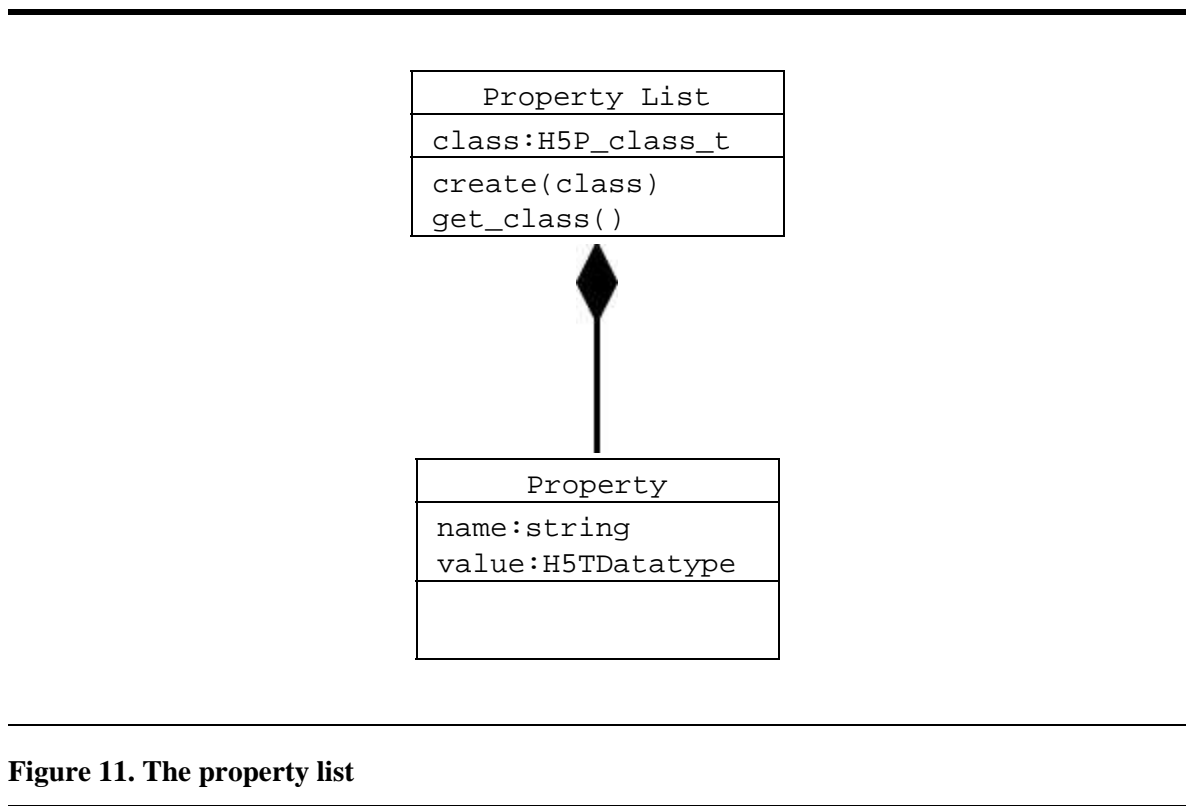 Property List
class:H5P_class_t
create(class)
get_class()
Property
name:string
value:H5TDatatype
Figure 11. The property list